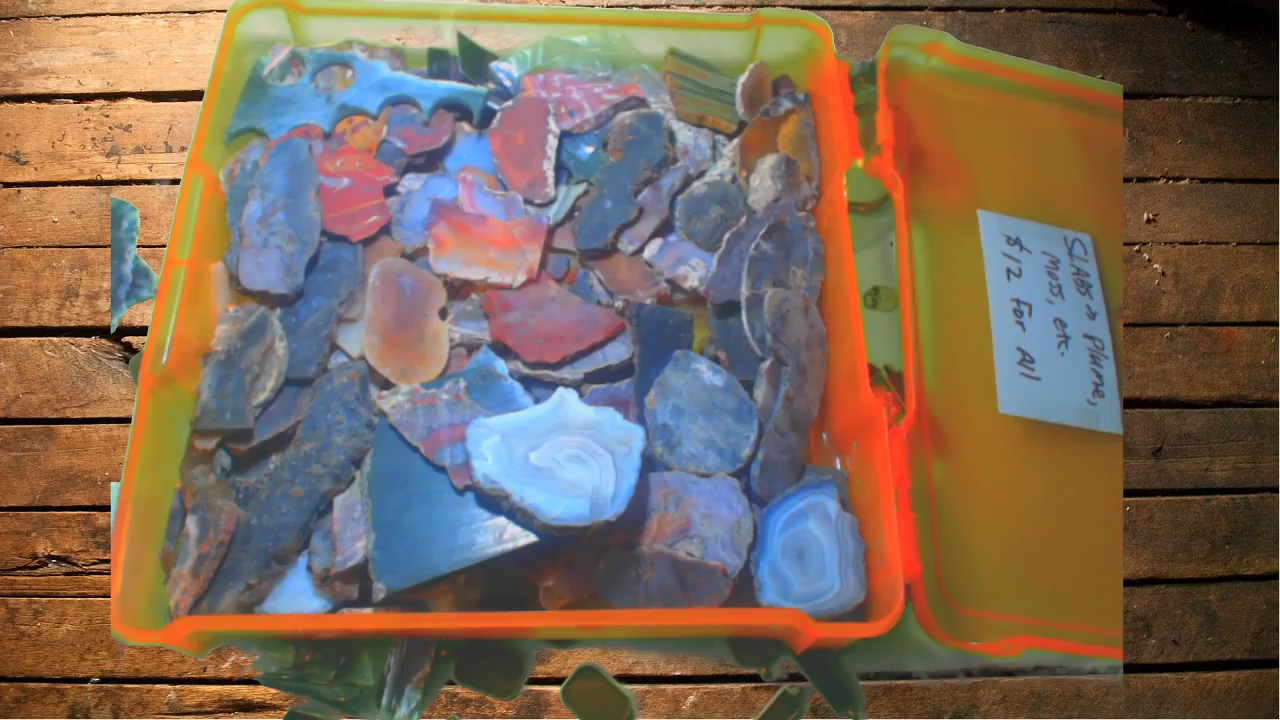 SLABS → Plume,
Moss, etc.
$12 For All